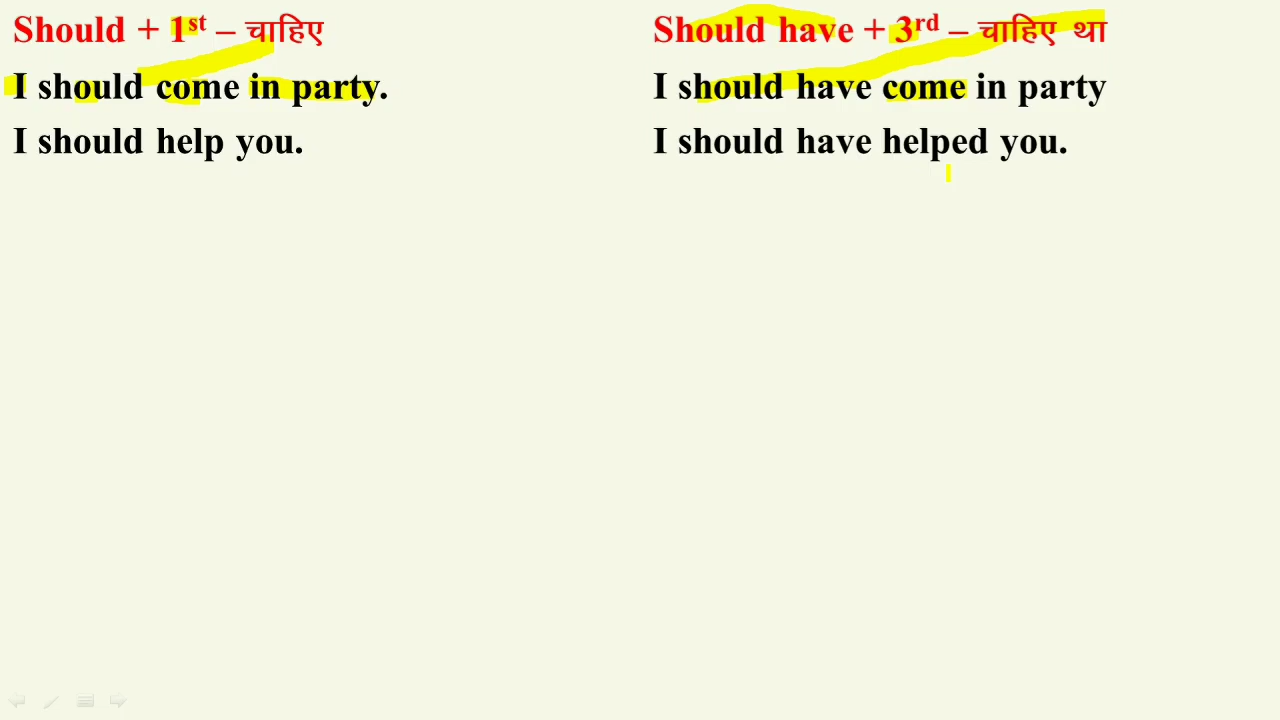 Should + 1st – चाहिए
I should come in party.
I should help you.
Should have + 3rd – चाहिए था
I should have come in party
I should have helped you.